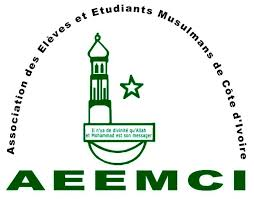 Association des Elèves et Etudiants Musulmans de Côte d'Ivoire
Il n'ya de divinité qu'Allah
et Mohammad est son messager
AEEMCI